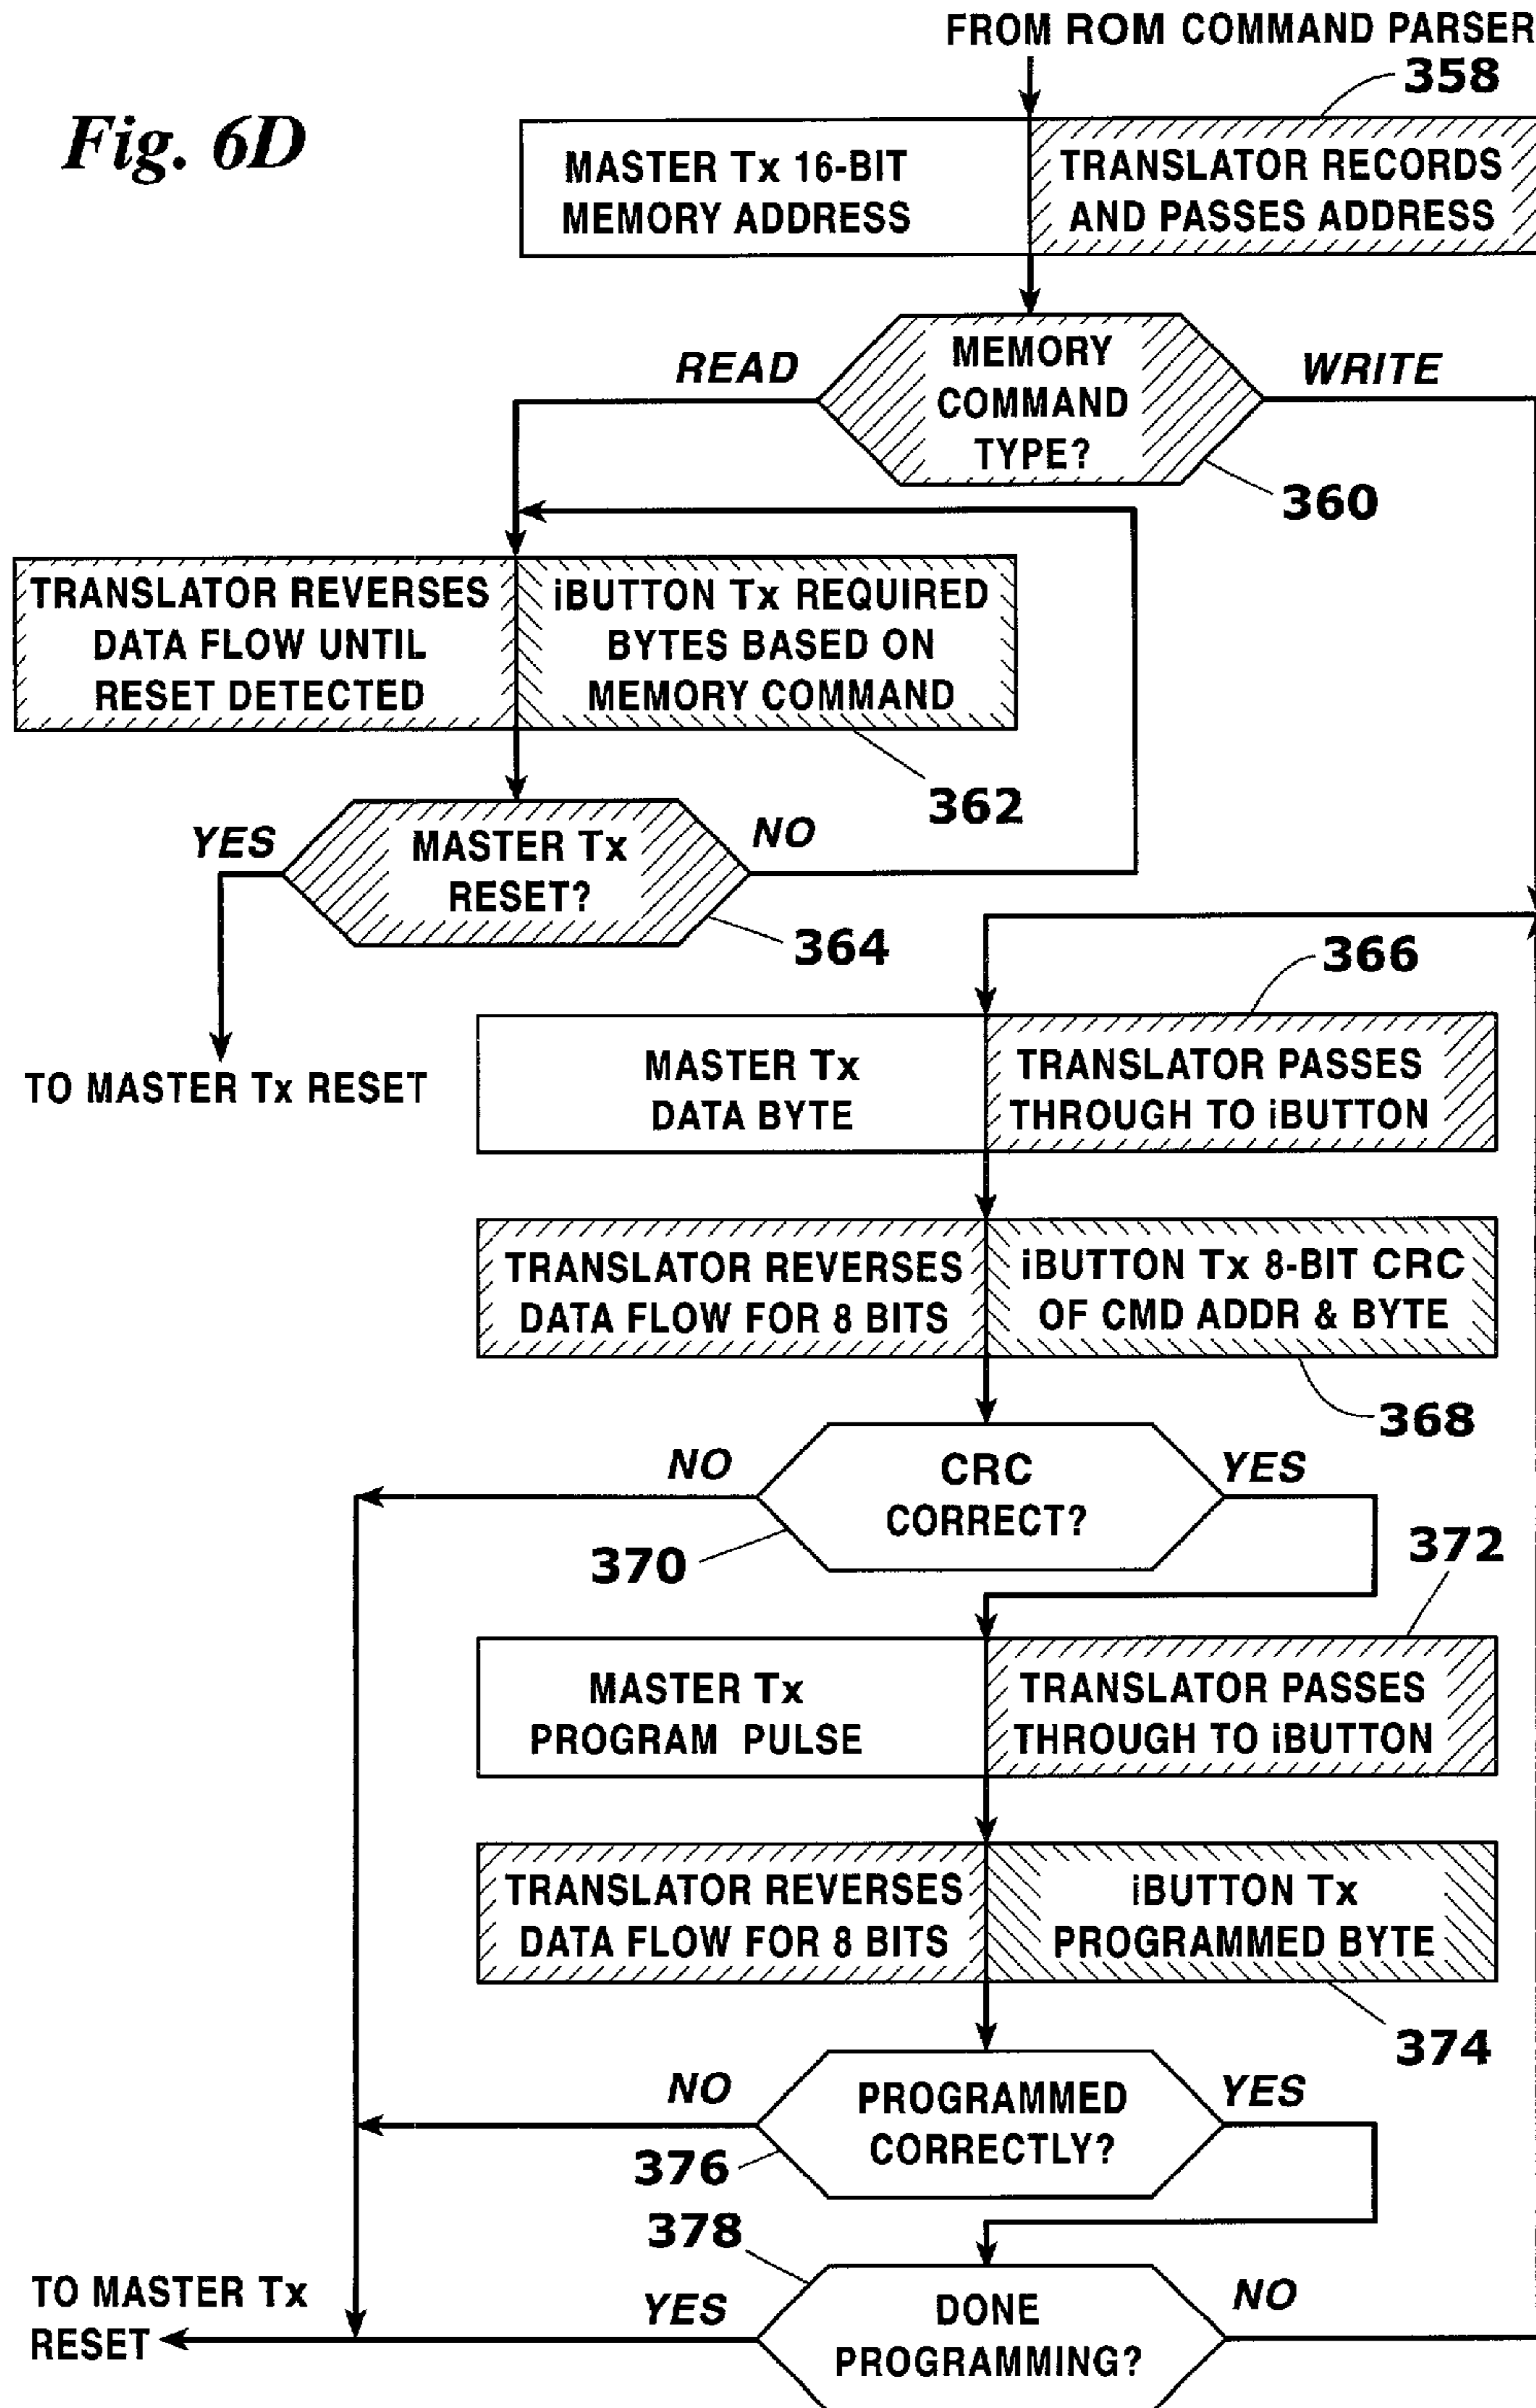 FROM ROM COMMAND PARSER
358
Fig. 6D
MASTER Tx 16-BIT
MEMORY ADDRESS
TRANSLATOR RECORDS
AND PASSES ADDRESS
READ
MEMORY
COMMAND
TYPE?
WRITE
360
TRANSLATOR REVERSES
DATA FLOW UNTIL
RESET DETECTED
iBUTTON Tx REQUIRED
BYTES BASED ON
MEMORY COMMAND
362
YES
MASTER Tx
RESET?
NO
364
TO MASTER Tx RESET
366
MASTER Tx
DATA BYTE
TRANSLATOR PASSES
THROUGH TO iBUTTON
TRANSLATOR REVERSES
DATA FLOW FOR 8 BITS
iBUTTON Tx 8-BIT CRC
OF CMD ADDR & BYTE
368
NO
CRC
CORRECT?
YES
370
372
MASTER Tx
PROGRAM PULSE
TRANSLATOR PASSES
THROUGH TO iBUTTON
TRANSLATOR REVERSES
DATA FLOW FOR 8 BITS
iBUTTON Tx
PROGRAMMED BYTE
374
NO
PROGRAMMED
CORRECTLY?
YES
376
378
TO MASTER Tx
RESET
YES
DONE
PROGRAMMING?
NO